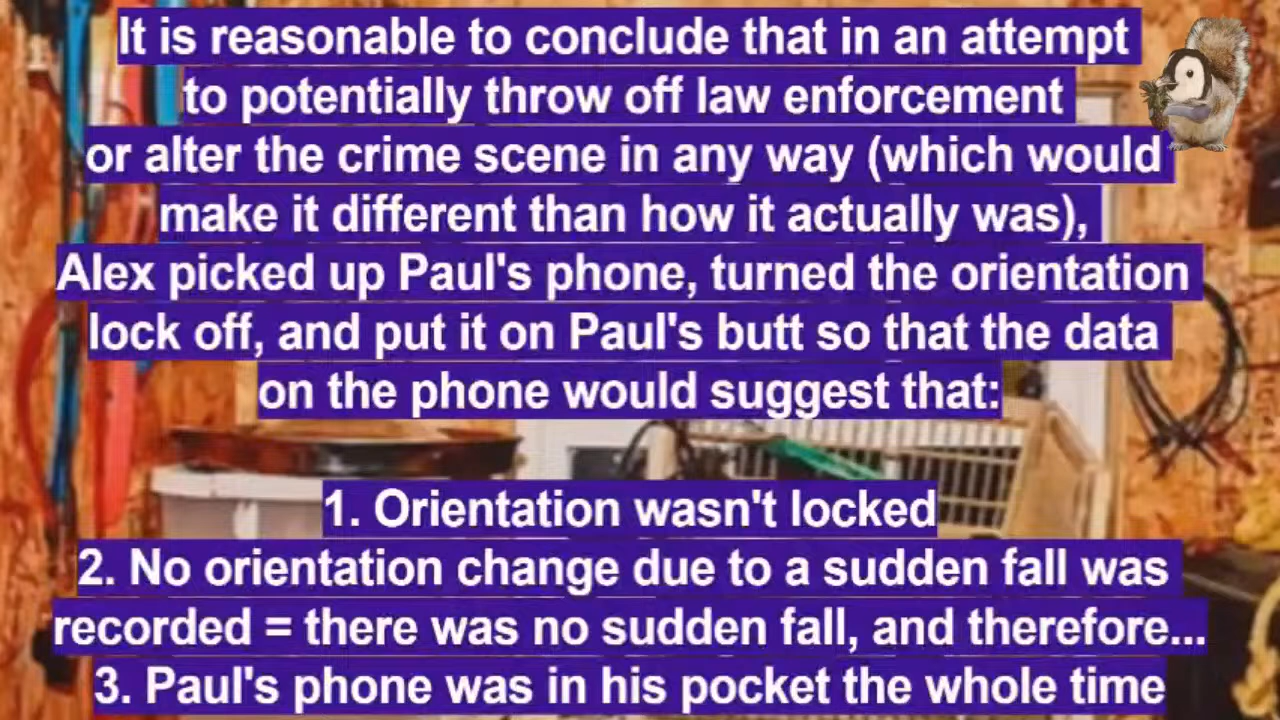 It is reasonable to conclude that in an attempt
to potentially throw off law enforcement
or alter the crime scene in any way (which would
make it different than how it actually was),
Alex picked up Paul's phone, turned the orientation
lock off, and put it on Paul's butt so that the data
on the phone would suggest that:
1. Orientation wasn't locked
2. No orientation change due to a sudden fall was
recorded = there was no sudden fall, and therefore...
3. Paul's phone was in his pocket the whole time